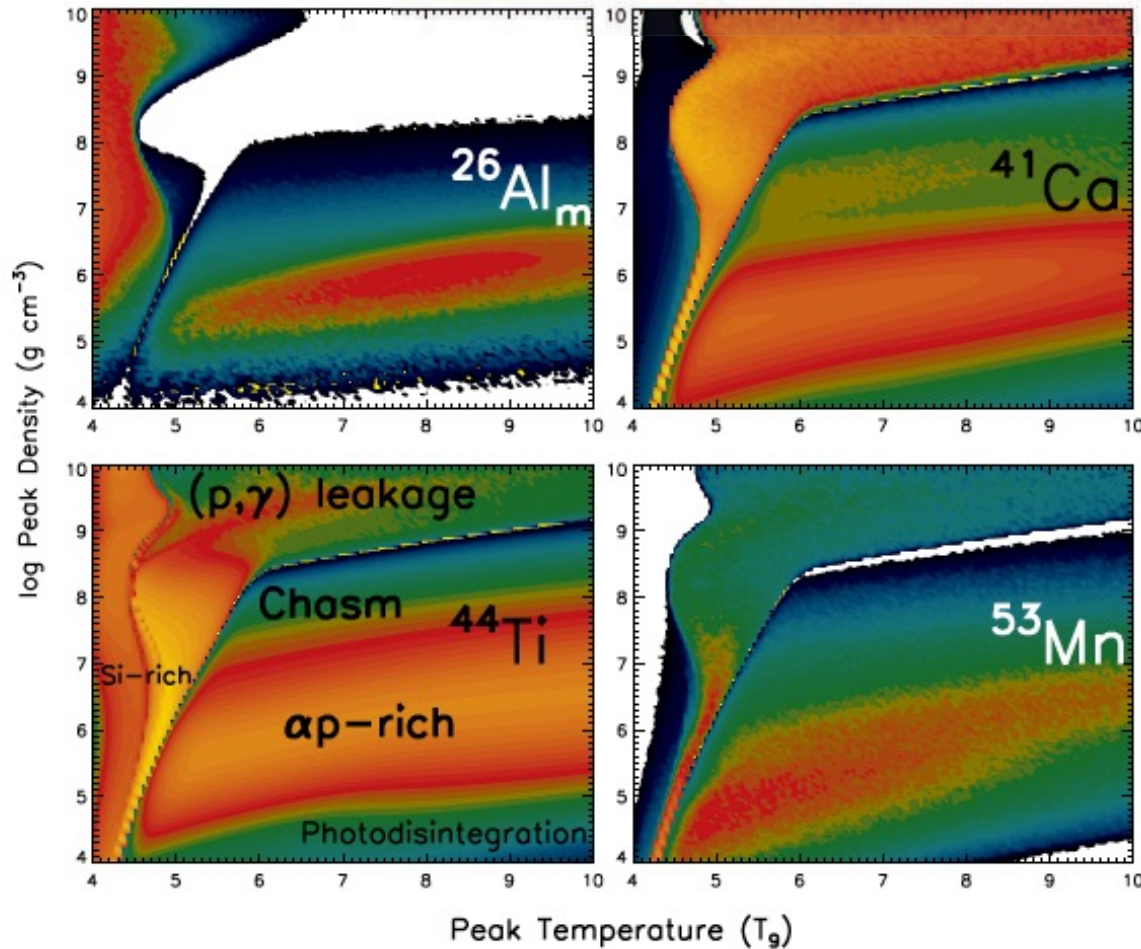 log Peak Density (g cm⁻³)
10
9
8
7
6
5
4
²⁶Alₘ
4 5 6 7 8 9 10
10
9
8
7
6
5
4
⁴¹Ca
4 5 6 7 8 9 10
10
9
8
7
6
5
4
(p,γ) leakage
Chasm
⁴⁴Ti
Si-rich
αp-rich
Photodisintegration
4 5 6 7 8 9 10
10
9
8
7
6
5
4
⁵³Mn
4 5 6 7 8 9 10
Peak Temperature (T₉)